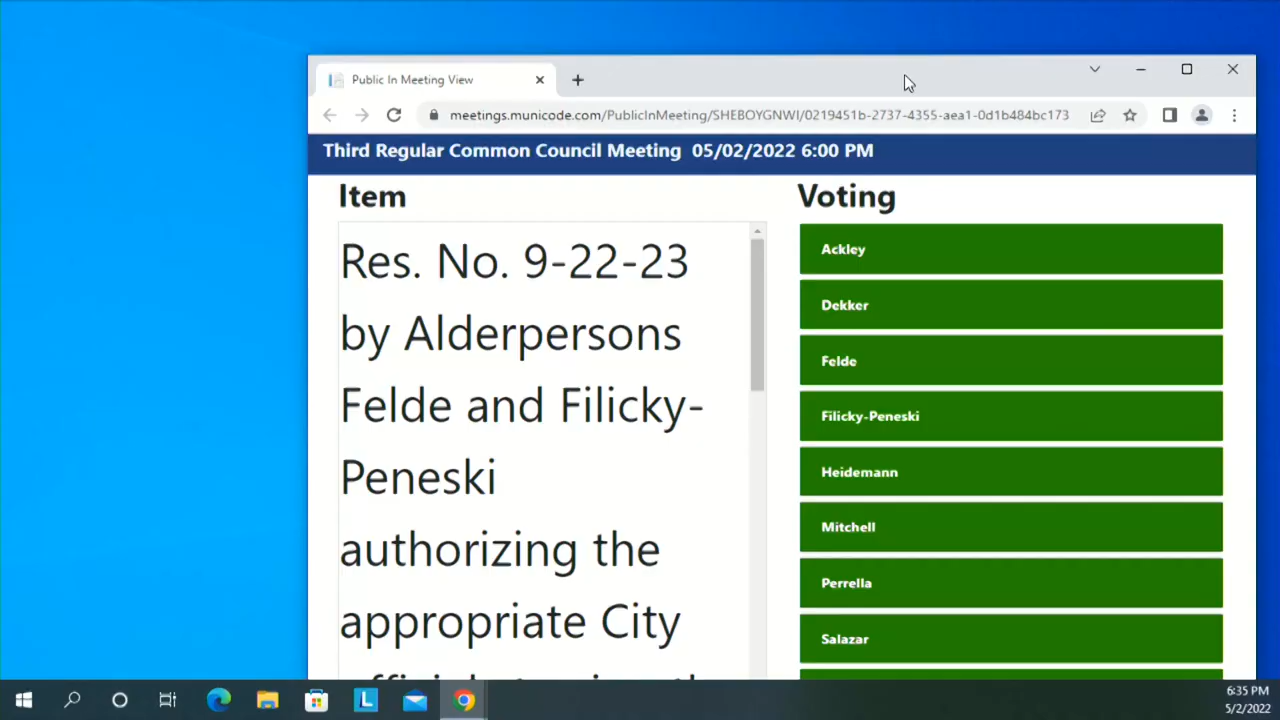 Public In Meeting View
meetings.municode.com/PublicInMeeting/SHEBOYGNWI/0219451b-2737-4355-aea1-0d1b484bc173
Third Regular Common Council Meeting 05/02/2022 6:00 PM
Item
Res. No. 9-22-23
by Alderpersons
Felde and Filicky-
Peneski
authorizing the
appropriate City
Voting
Ackley
Dekker
Felde
Filicky-Peneski
Heidemann
Mitchell
Perrella
Salazar
L
6:35 PM
5/2/2022